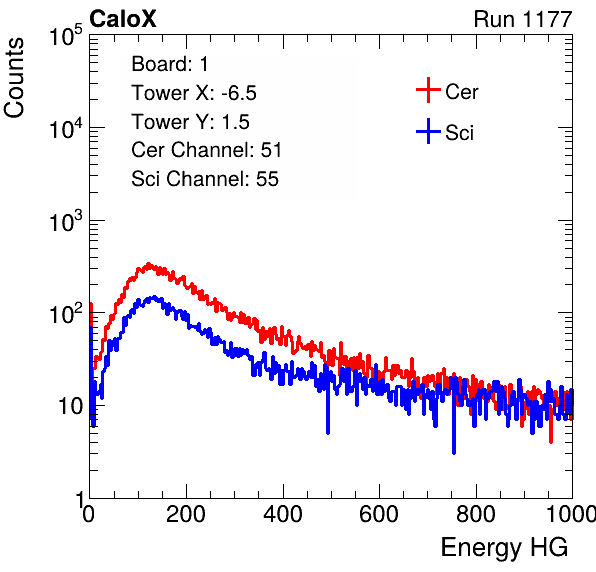 CaloX Run 1177
Counts
10^5
10^4
10^3
10^2
10
1
Board: 1
Tower X: -6.5
Tower Y: 1.5
Cer Channel: 51
Sci Channel: 55
Cer
Sci
0 200 400 600 800 1000
Energy HG